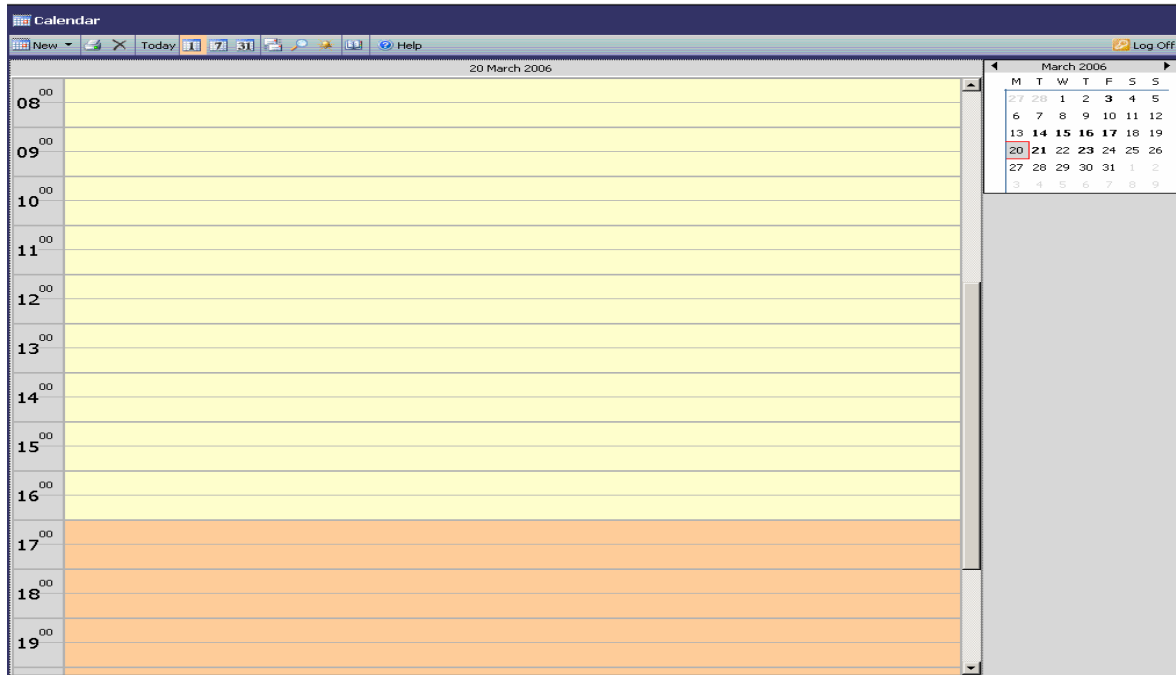 Calendar
New Today 1 7 31 Help Log Off
20 March 2006
March 2006
M T W T F S S
27 28 1 2 3 4 5
6 7 8 9 10 11 12
13 14 15 16 17 18 19
20 21 22 23 24 25 26
27 28 29 30 31 1 2
3 4 5 6 7 8 9
08 00
09 00
10 00
11 00
12 00
13 00
14 00
15 00
16 00
17 00
18 00
19 00